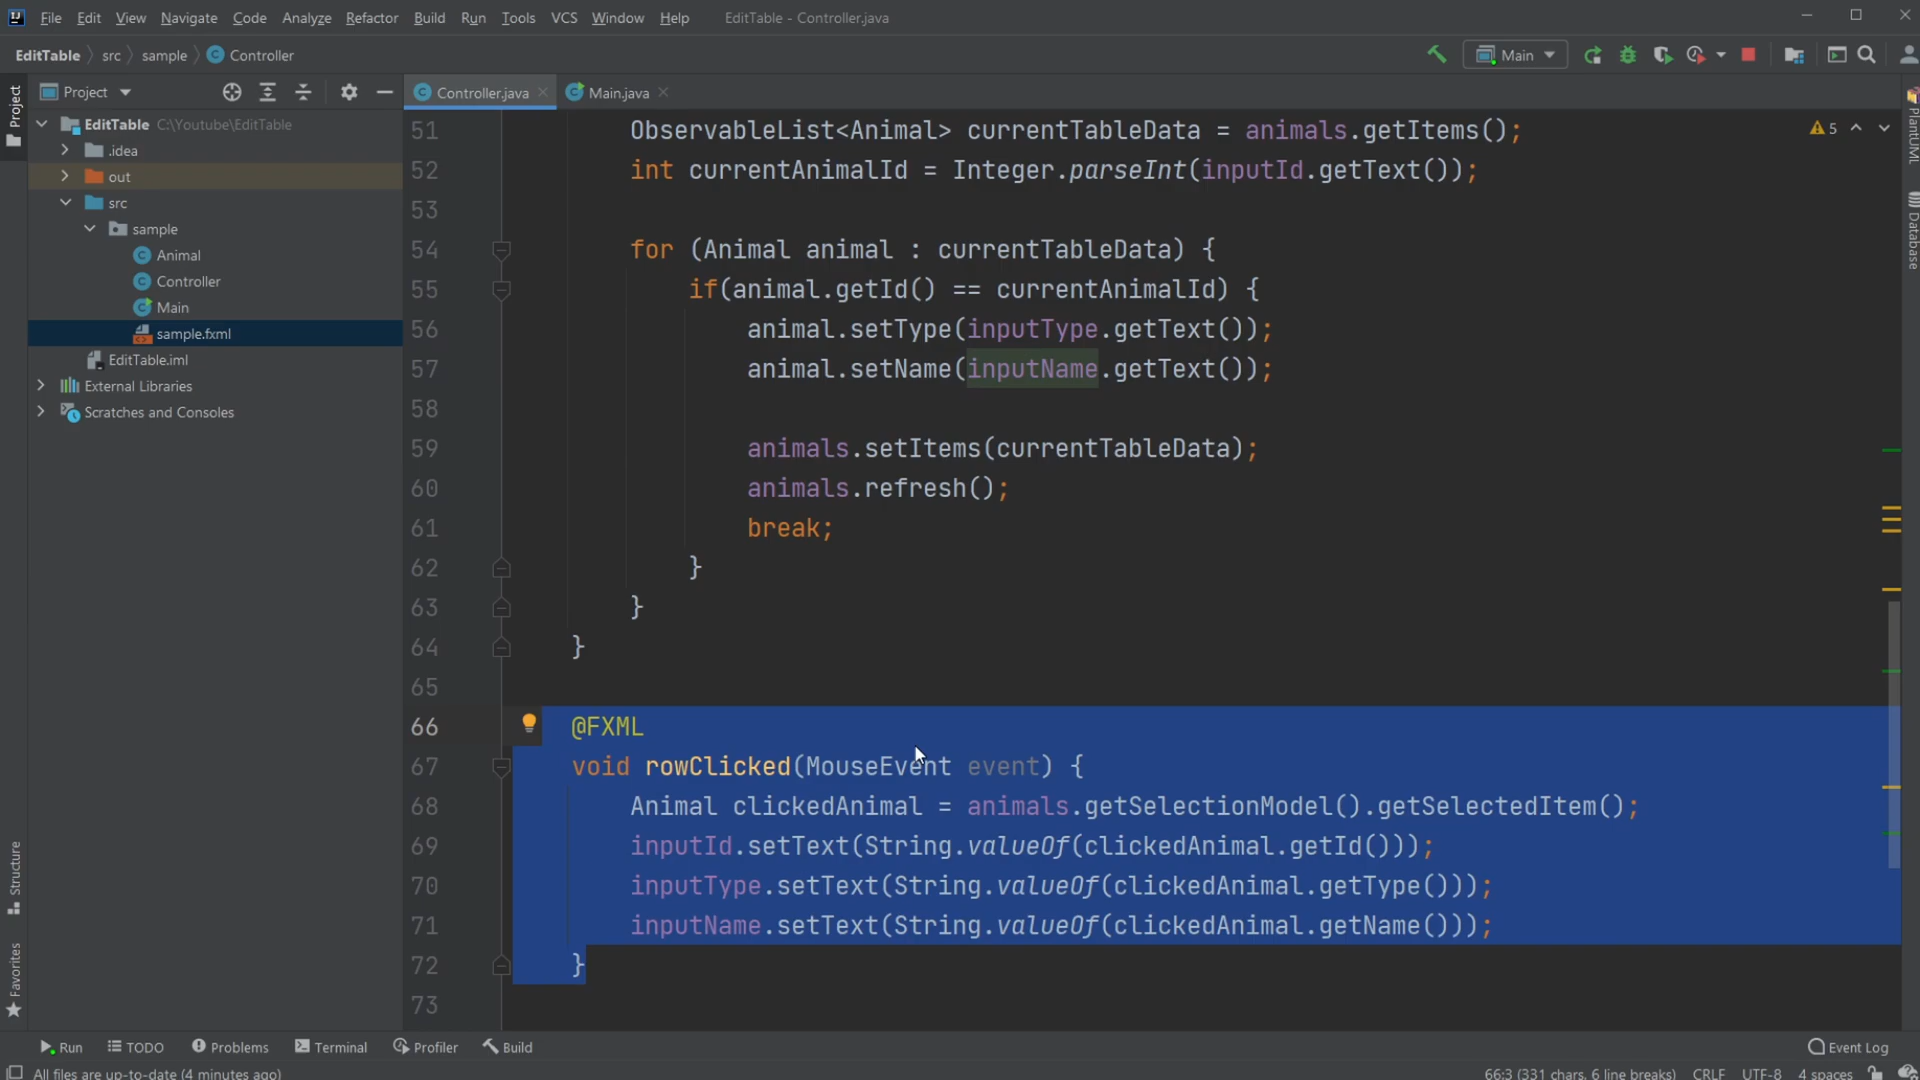 File Edit View Navigate Code Analyze Refactor Build Run Tools VCS Window Help EditTable - Controller.java
EditTable src sample Controller
Main
Project
Controller.java
Main.java
Project
EditTable C:\Youtube\EditTable
.idea
out
src
sample
Animal
Controller
Main
sample.fxml
EditTable.iml
External Libraries
Scratches and Consoles
Structure
Favorites
51 ObservableList<Animal> currentTableData = animals.getItems();
52 int currentAnimalId = Integer.parseInt(inputId.getText());
53
54 for (Animal animal : currentTableData) {
55 if(animal.getId() == currentAnimalId) {
56 animal.setType(inputType.getText());
57 animal.setName(inputName.getText());
58
59 animals.setItems(currentTableData);
60 animals.refresh();
61 break;
62 }
63 }
64 }
65
66 @FXML
67 void rowClicked(MouseEvent event) {
68 Animal clickedAnimal = animals.getSelectionModel().getSelectedItem();
69 inputId.setText(String.valueOf(clickedAnimal.getId()));
70 inputType.setText(String.valueOf(clickedAnimal.getType()));
71 inputName.setText(String.valueOf(clickedAnimal.getName()));
72 }
73
5
PlantUML
Database
Run TODO Problems Terminal Profiler Build Event Log
All files are up-to-date (4 minutes ago) 66:3 (331 chars, 6 line breaks) CRLF UTF-8 4 spaces